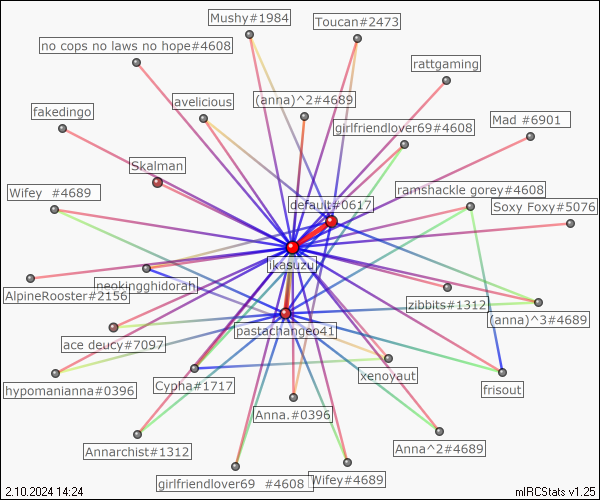 Mushy#1984
Toucan#2473
no cops no laws no hope#4608
rattgaming
avelicious
(anna)^2#4689
fakedingo
girlfriendlover69#4608
Mad #6901
Skalman
ramshackle gorey#4608
Wifey  #4689
default#0617
Soxy Foxy#5076
ikasuzu
neokingghidorah
AlpineRooster#2156
zibbits#1312
(anna)^3#4689
pastachangeo41
ace deucy#7097
xenoyaut
hypomanianna#0396
Cypha#1717
frisout
Anna.#0396
Annarchist#1312
Anna^2#4689
girlfriendlover69  #4608
Wifey#4689
2.10.2024 14:24
mIRCStats v1.25